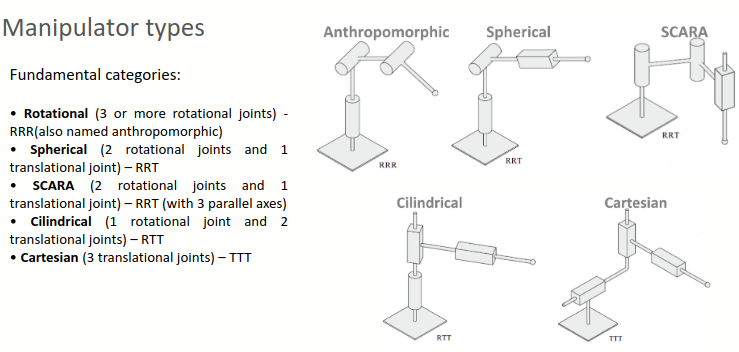 Manipulator types
Fundamental categories:
• Rotational (3 or more rotational joints) -
RRR(also named anthropomorphic)
• Spherical (2 rotational joints and 1
translational joint) – RRT
• SCARA (2 rotational joints and 1
translational joint) – RRT (with 3 parallel axes)
• Cilindrical (1 rotational joint and 2
translational joints) – RTT
• Cartesian (3 translational joints) – TTT
Anthropomorphic
Spherical
SCARA
RRR
RRT
RRT
Cilindrical
Cartesian
RTT
TTT